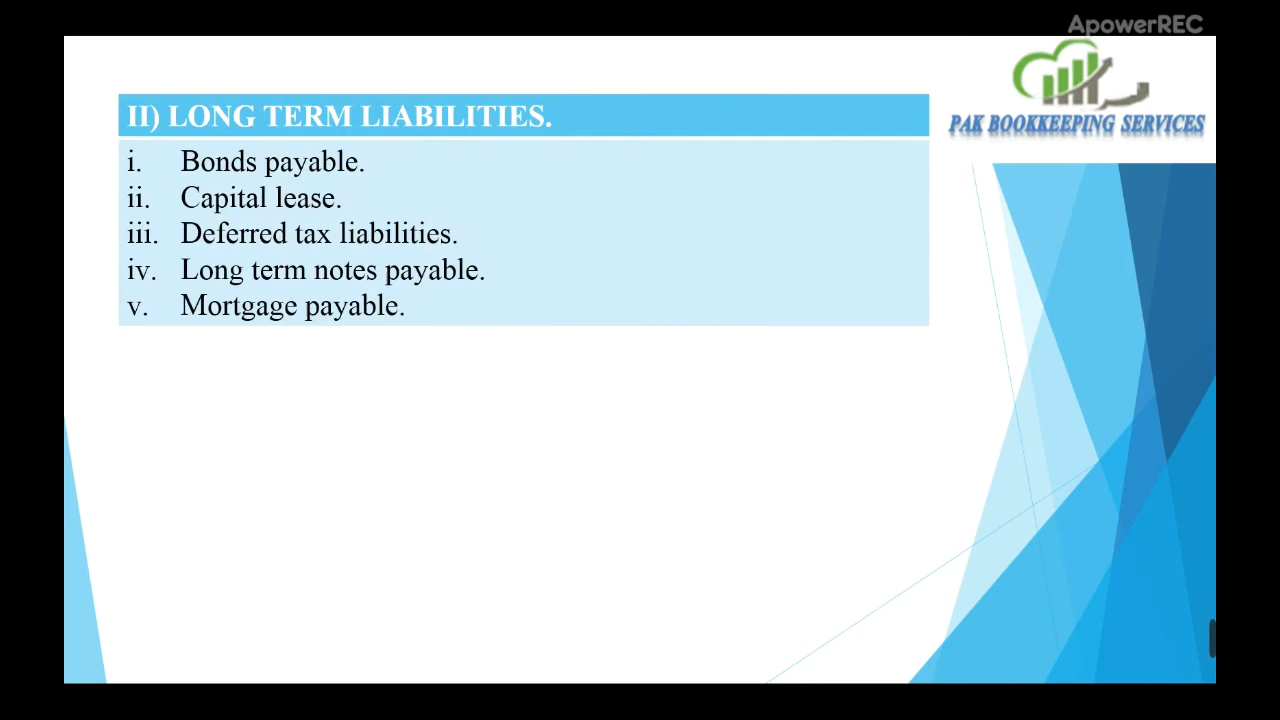 ApowerREC
PAK BOOKKEEPING SERVICES
II) LONG TERM LIABILITIES.
i. Bonds payable.
ii. Capital lease.
iii. Deferred tax liabilities.
iv. Long term notes payable.
v. Mortgage payable.